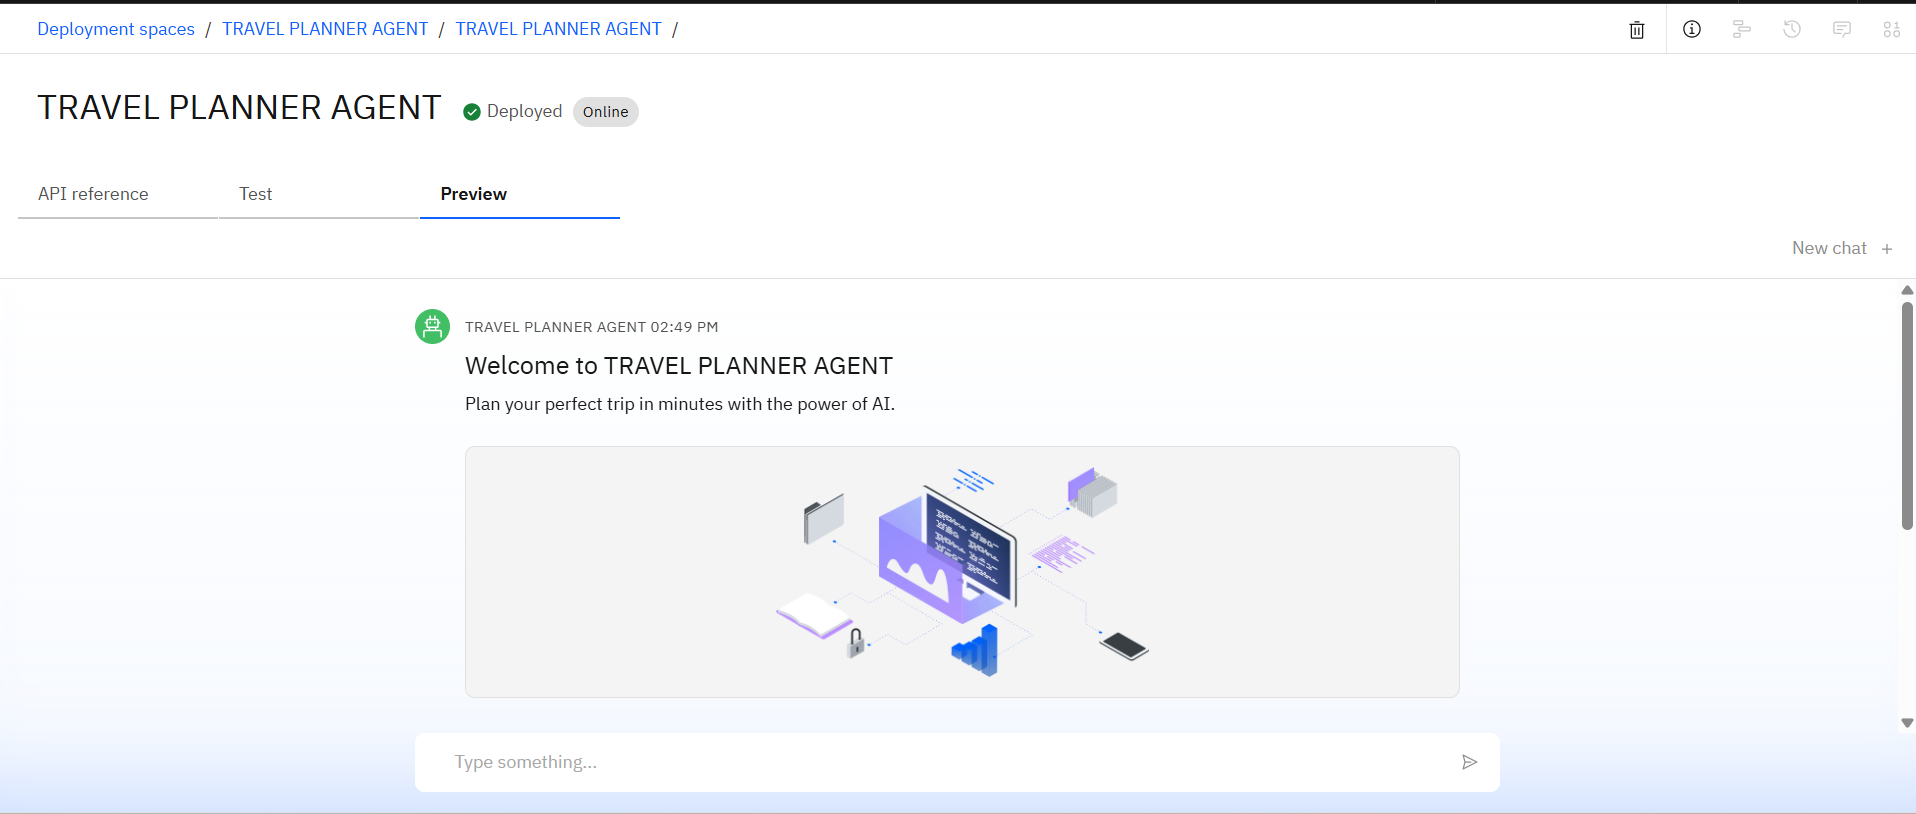 Deployment spaces / TRAVEL PLANNER AGENT / TRAVEL PLANNER AGENT /
TRAVEL PLANNER AGENT Deployed Online
API reference Test Preview
New chat +
TRAVEL PLANNER AGENT 02:49 PM
Welcome to TRAVEL PLANNER AGENT
Plan your perfect trip in minutes with the power of AI.
Type something...